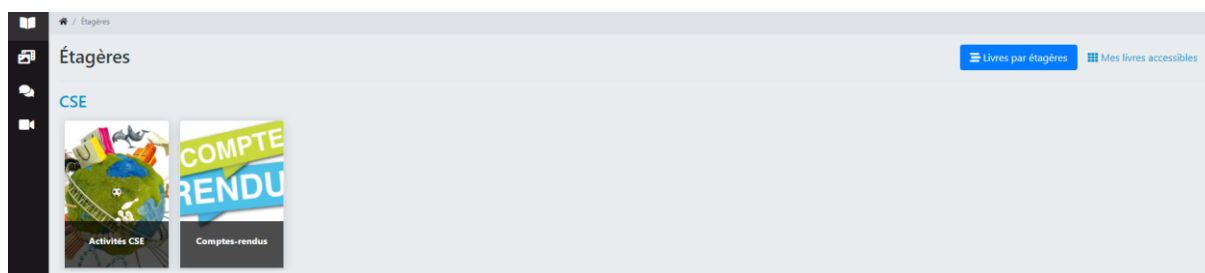 / Étagères
Étagères
Livres par étagères
Mes livres accessibles
CSE
COMPTE
RENDU
Activités CSE
Comptes-rendus